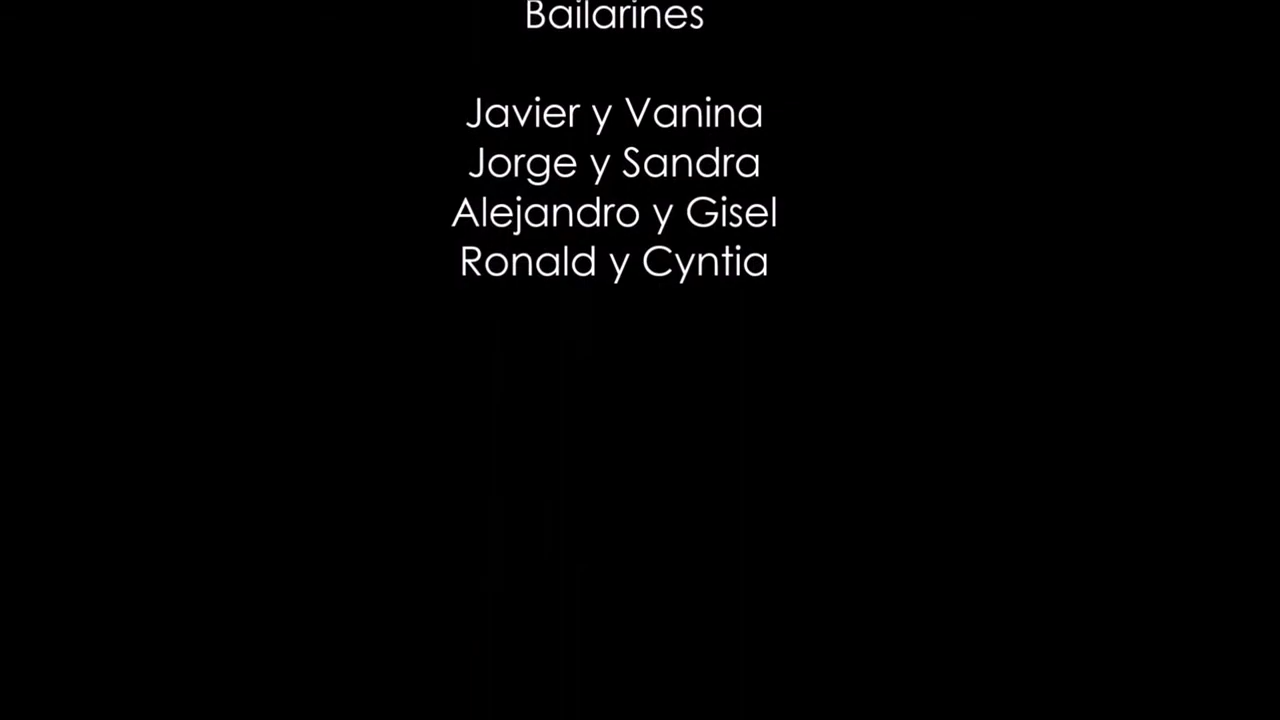 Bailarines
Javier y Vanina
Jorge y Sandra
Alejandro y Gisel
Ronald y Cyntia